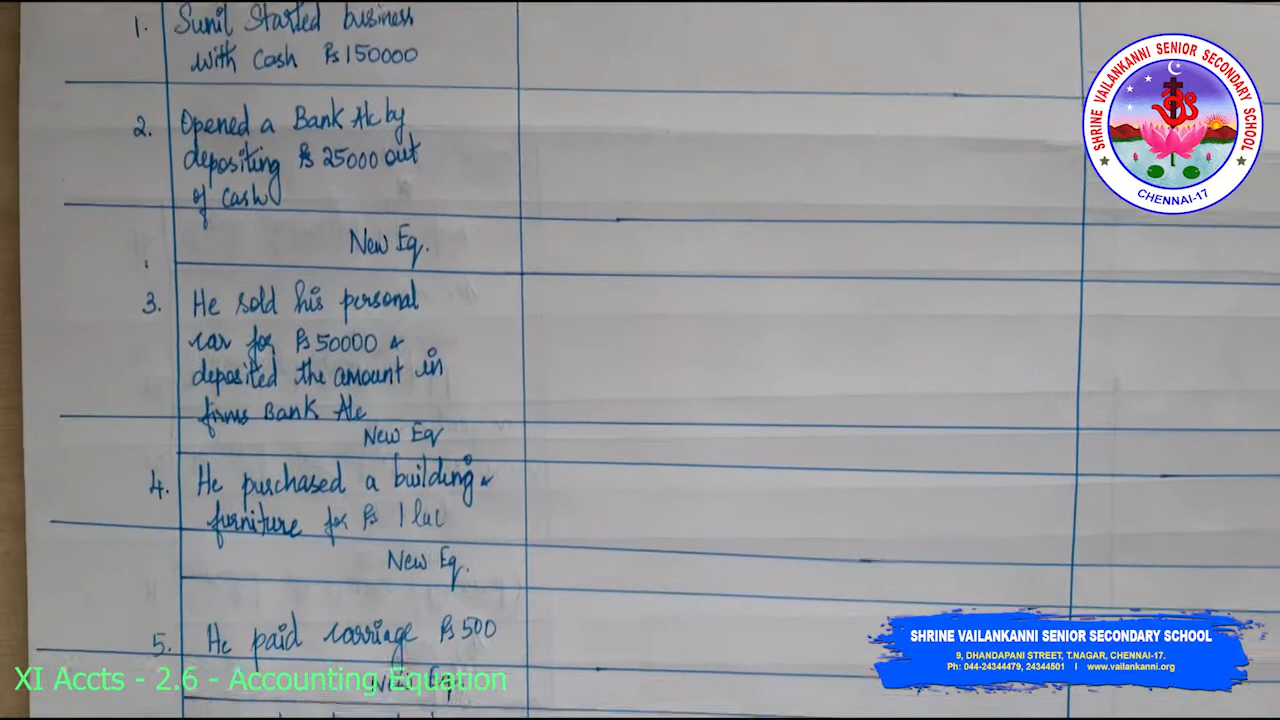 1. Sunil Started business
with Cash ₨ 150000
2. Opened a Bank A/c by
depositing ₨ 25000 out
of cash
New Eq.
3. He sold his personal
car for ₨ 50000 &
deposited the amount in
firms Bank A/c
New Eq
4. He purchased a building &
furniture for ₨ 1 lac
New Eq.
5. He paid carriage ₨ 500
New Eq.
XI Accts - 2.6 - Accounting Equation
SHRINE VAILANKANNI SENIOR SECONDARY SCHOOL
CHENNAI-17
SHRINE VAILANKANNI SENIOR SECONDARY SCHOOL
9, DHANDAPANI STREET, T.NAGAR, CHENNAI-17.
Ph: 044-24344479, 24344501 I www.vailankanni.org